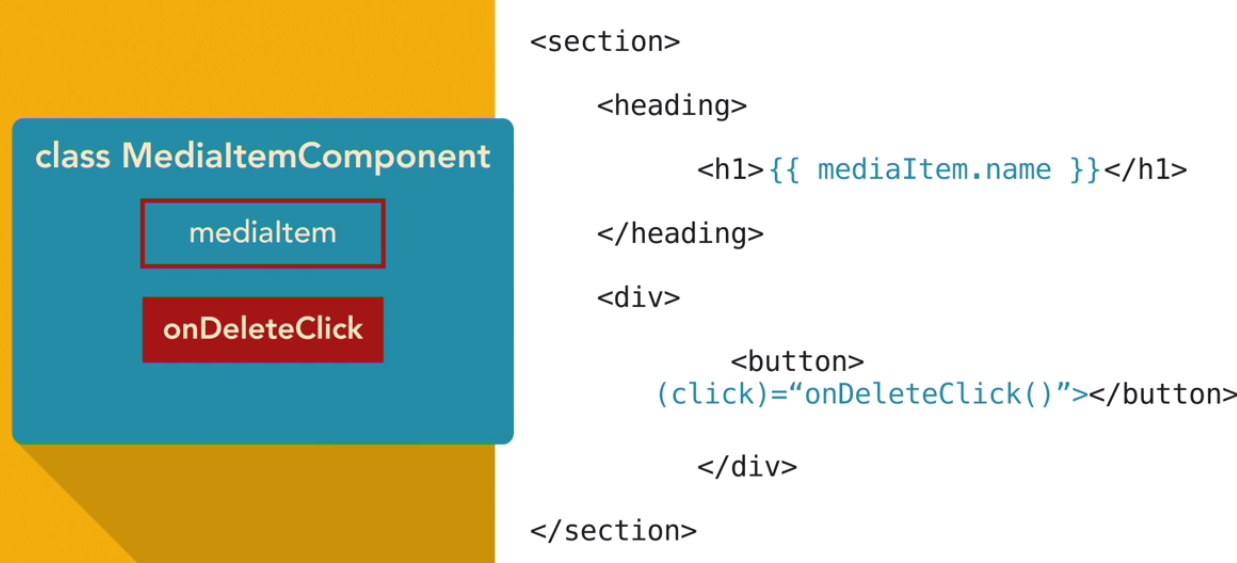 class MediaItemComponent
mediaItem
onDeleteClick
<section>
<heading>
<h1>{{ mediaItem.name }}</h1>
</heading>
<div>
<button>
(click)=“onDeleteClick()”></button>
</div>
</section>